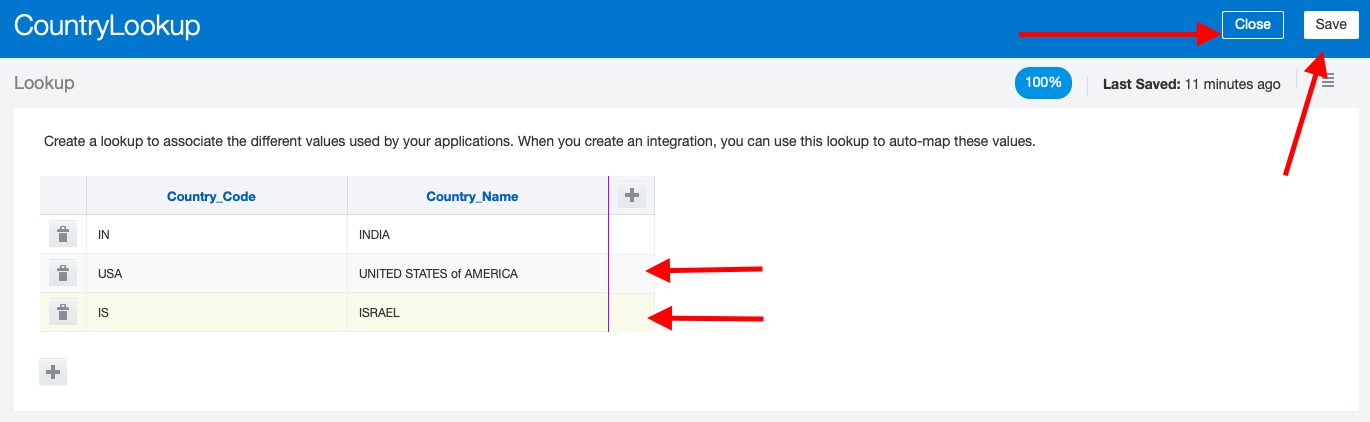 CountryLookup
Close
Save
Lookup
100%
Last Saved: 11 minutes ago
Create a lookup to associate the different values used by your applications. When you create an integration, you can use this lookup to auto-map these values.
Country_Code Country_Name
IN INDIA
USA UNITED STATES of AMERICA
IS ISRAEL